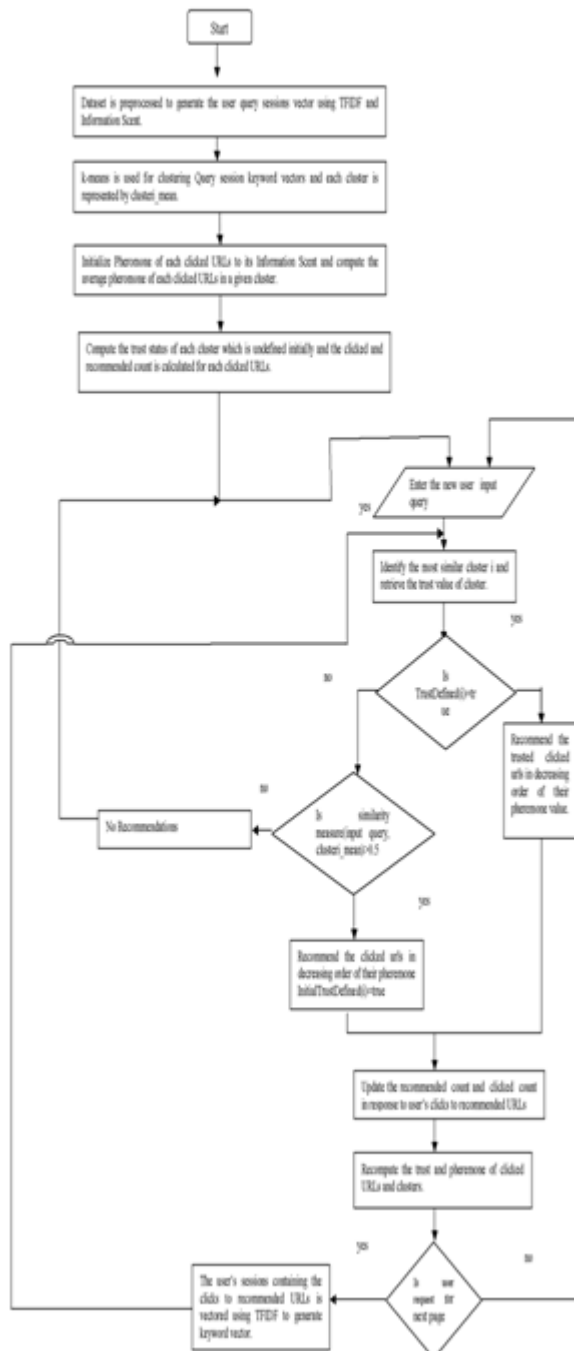 Start
Dataset is preprocessed to generate the user query sessions vector using TFIDF and
Information Scent.
k-means is used for clustering Query session keyword vectors and each cluster is
represented by clusteri_mean.
Initialize Pheromone of each clicked URLs to its Information Scent and compute the
average pheromone of each clicked URLs in a given cluster.
Compute the trust status of each cluster which is undefined initially and the clicked and
recommended count is calculated for each clicked URLs.
Enter the new user input
query
yes
Identify the most similar cluster i and
retrieve the trust value of cluster.
yes
no
Is
TrustDefined(i)=tr
ue
Recommend the
trusted clicked
urls in decreasing
order of their
pheromone value.
no
No Recommendations
Is similarity
measure(input query,
clusteri_mean)>0.5
yes
Recommend the clicked urls in
decreasing order of their pheromone
InitialTrustDefined(i)=true
Update the recommended count and clicked count
in response to user's clicks to recommended URLs
Recompute the trust and pheromone of clicked
URLs and clusters.
yes
no
Is user
request for
next page
The user's sessions containing the
clicks to recommended URLs is
vectored using TFIDF to generate
keyword vector.